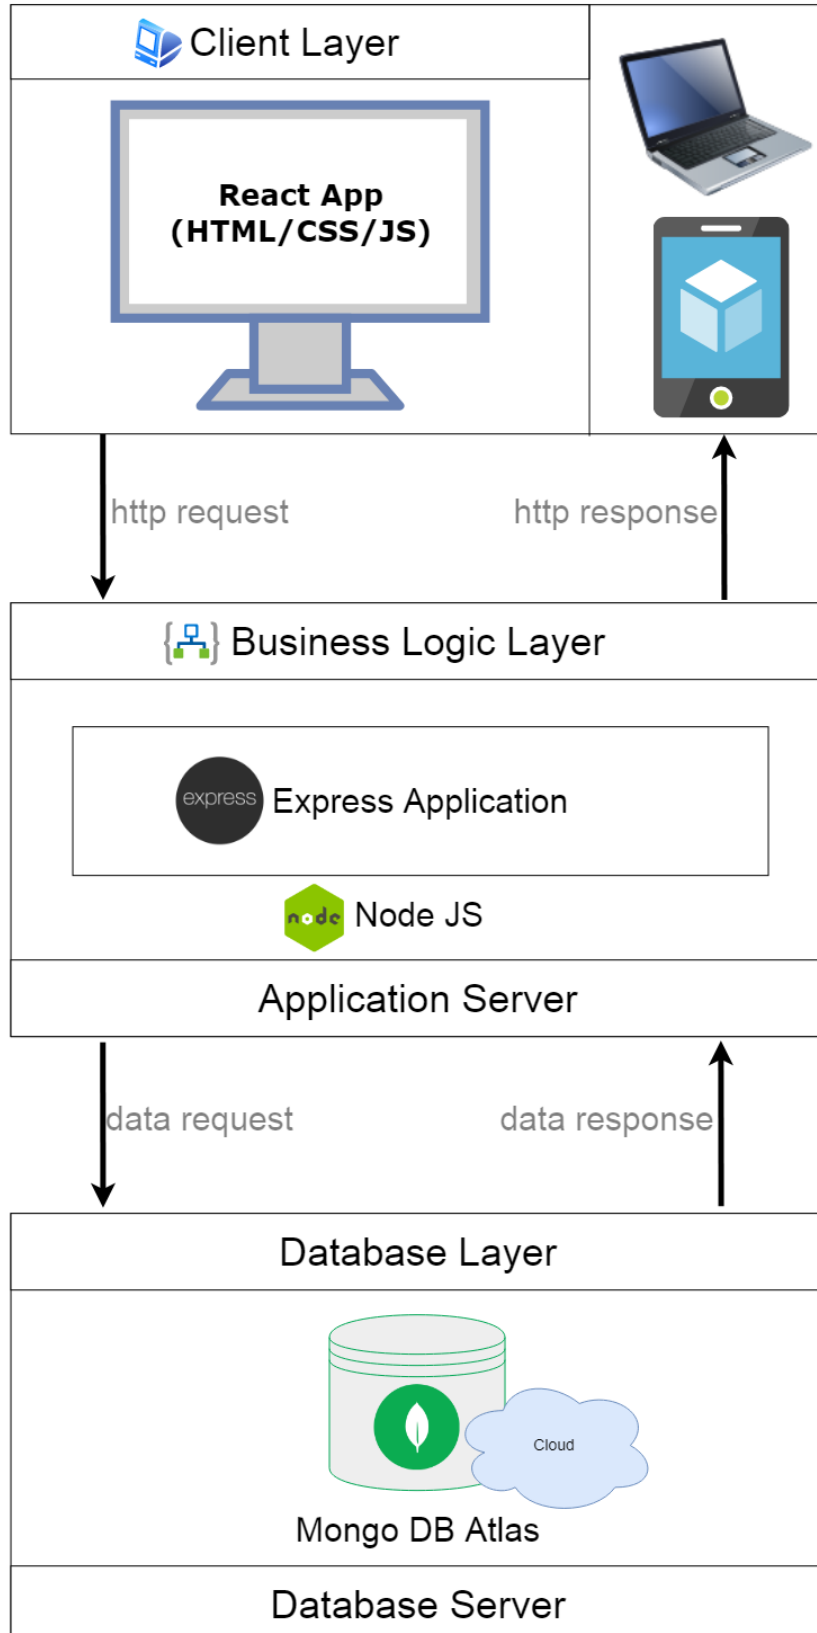 Client Layer
React App
(HTML/CSS/JS)
http request
http response
Business Logic Layer
express
Express Application
node
Node JS
Application Server
data request
data response
Database Layer
Cloud
Mongo DB Atlas
Database Server